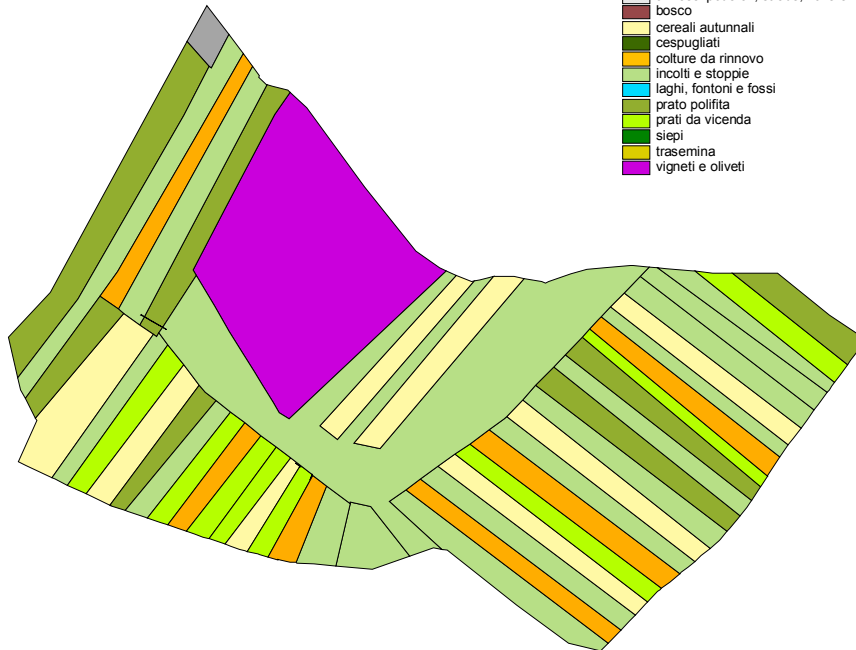 bosco
cereali autunnali
cespugliati
colture da rinnovo
incolti e stoppie
laghi, fontoni e fossi
prato polifita
prati da vicenda
siepi
trasemina
vigneti e oliveti